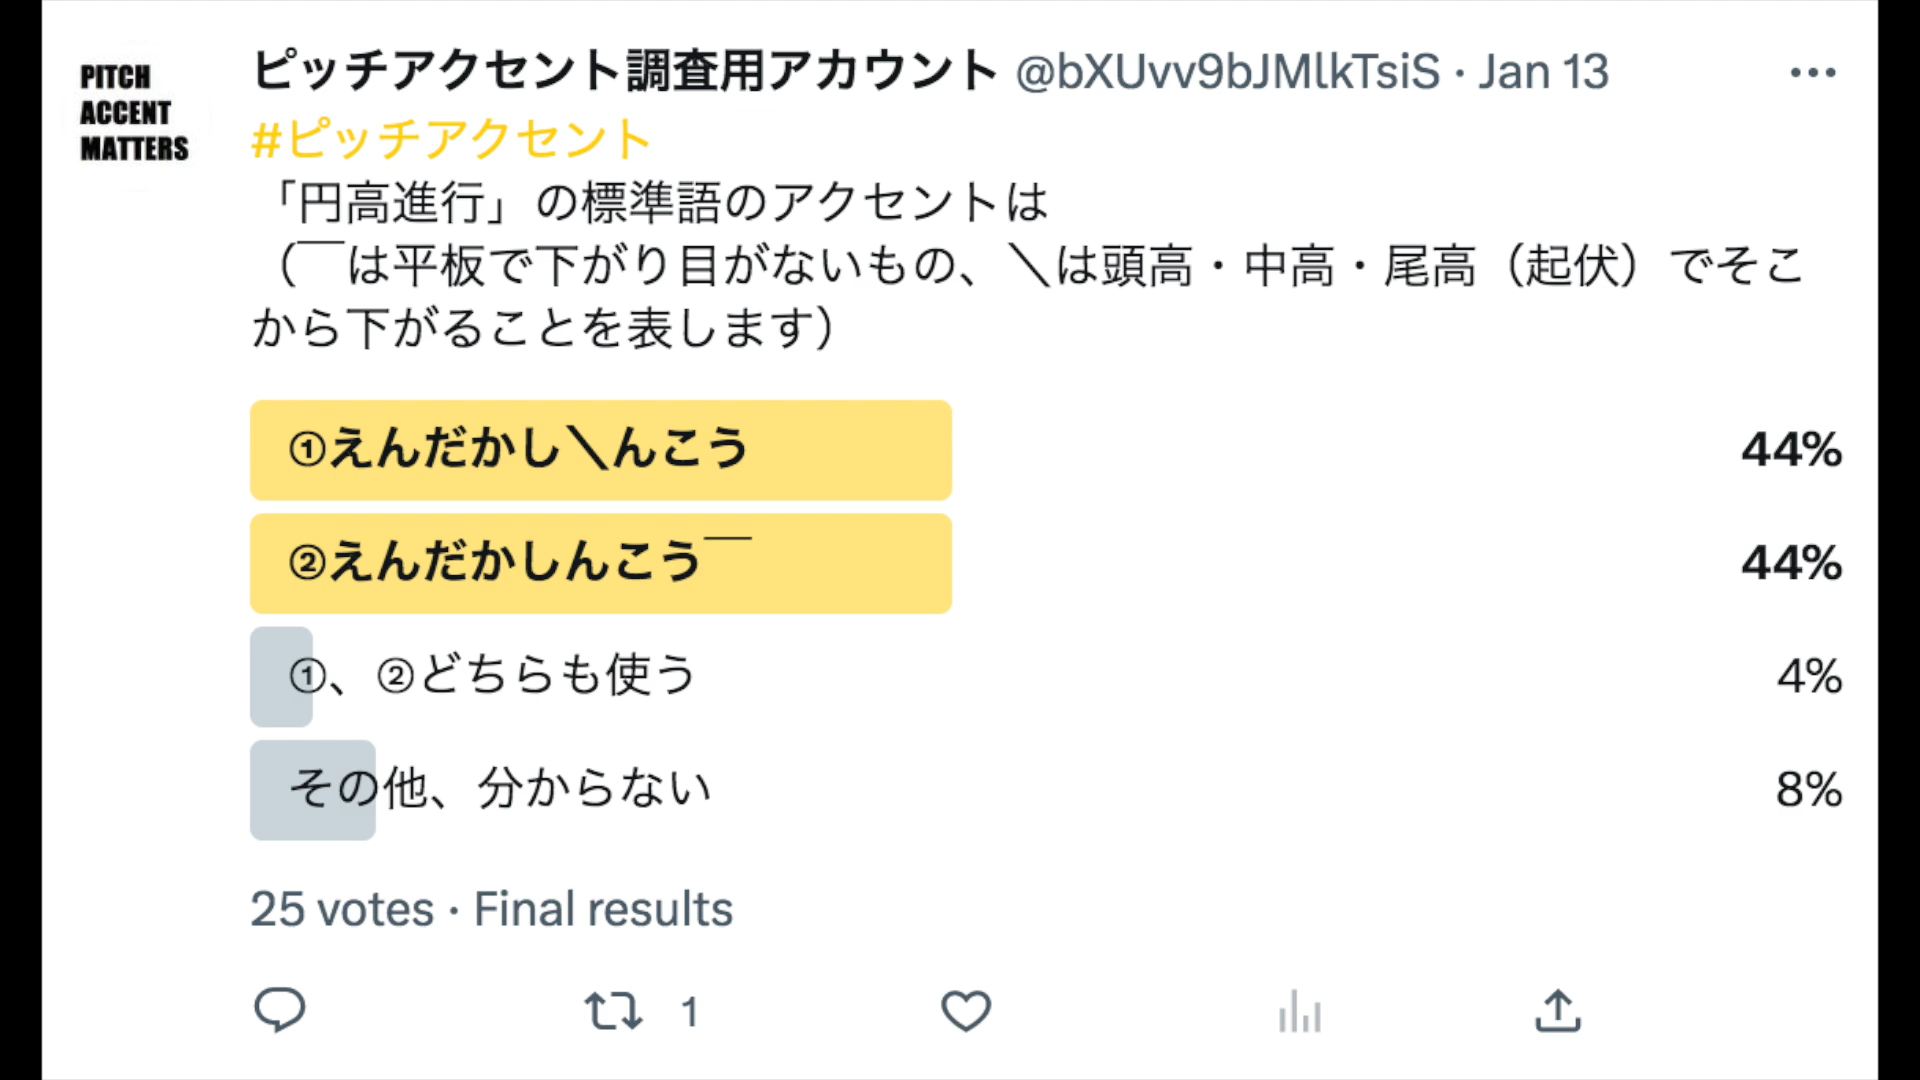 PITCH
ACCENT
MATTERS
ピッチアクセント調査用アカウント @bXUvv9bJMlkTsiS · Jan 13
#ピッチアクセント
「円高進行」の標準語のアクセントは
（￣は平板で下がり目がないもの、＼は頭高・中高・尾高（起伏）でそこ
から下がることを表します）
①えんだかし＼んこう 44%
②えんだかしんこう￣ 44%
①、②どちらも使う 4%
その他、分からない 8%
25 votes · Final results
1